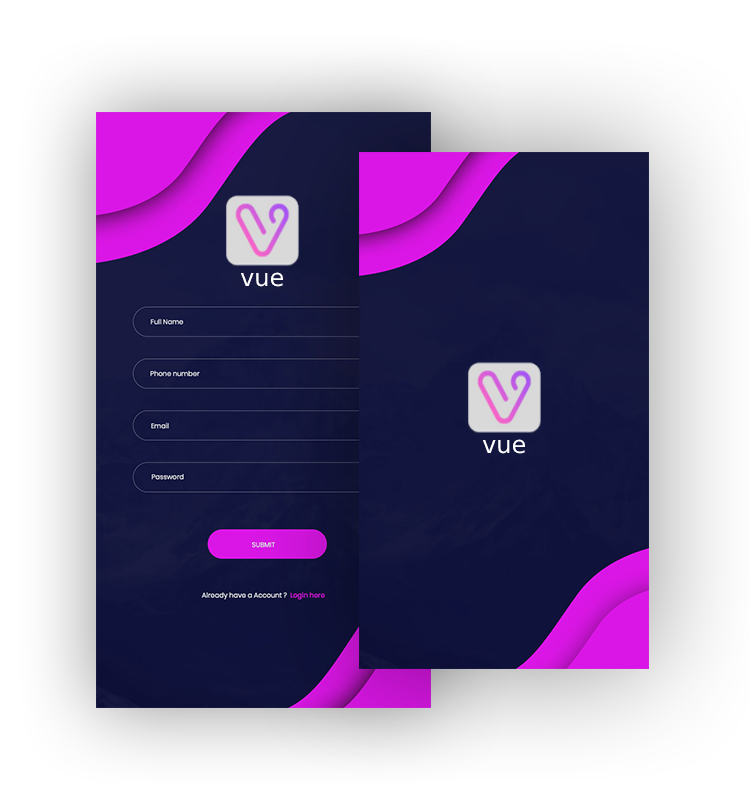 vue
Full Name
Phone number
Email
Password
SUBMIT
Already have a Account ? Login here
vue